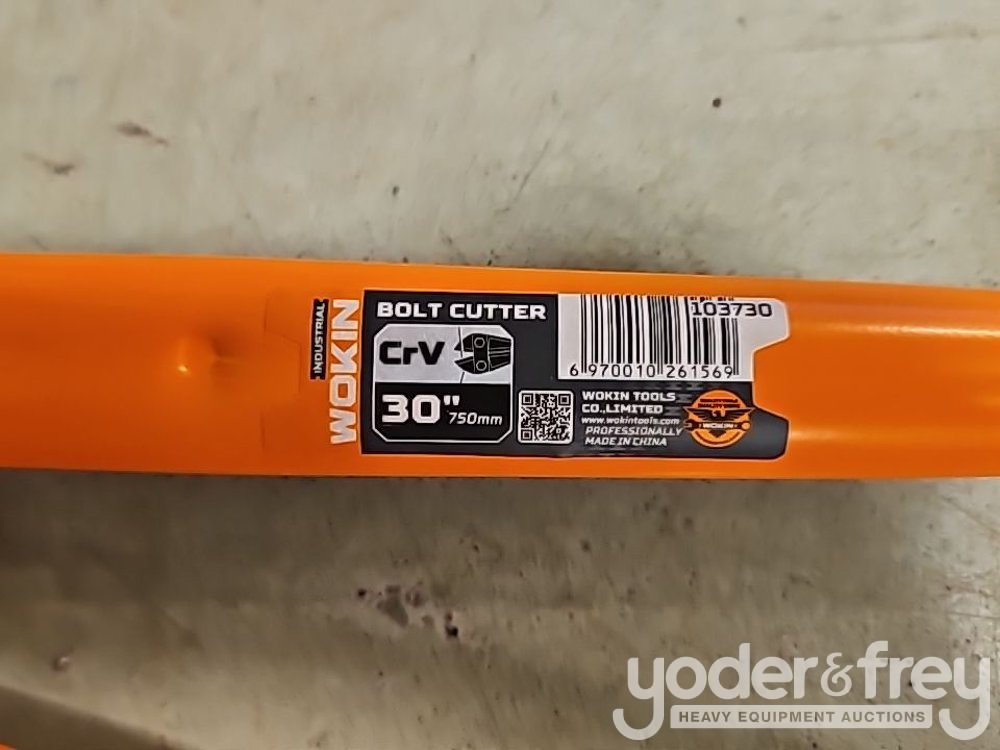 INDUSTRIAL
WOKIN
BOLT CUTTER
CrV
30" 750mm
103730
6 970010 261569
WOKIN TOOLS
CO.,LIMITED
www.wokintools.com
PROFESSIONALLY
MADE IN CHINA
WOKIN
yoder&frey
HEAVY EQUIPMENT AUCTIONS